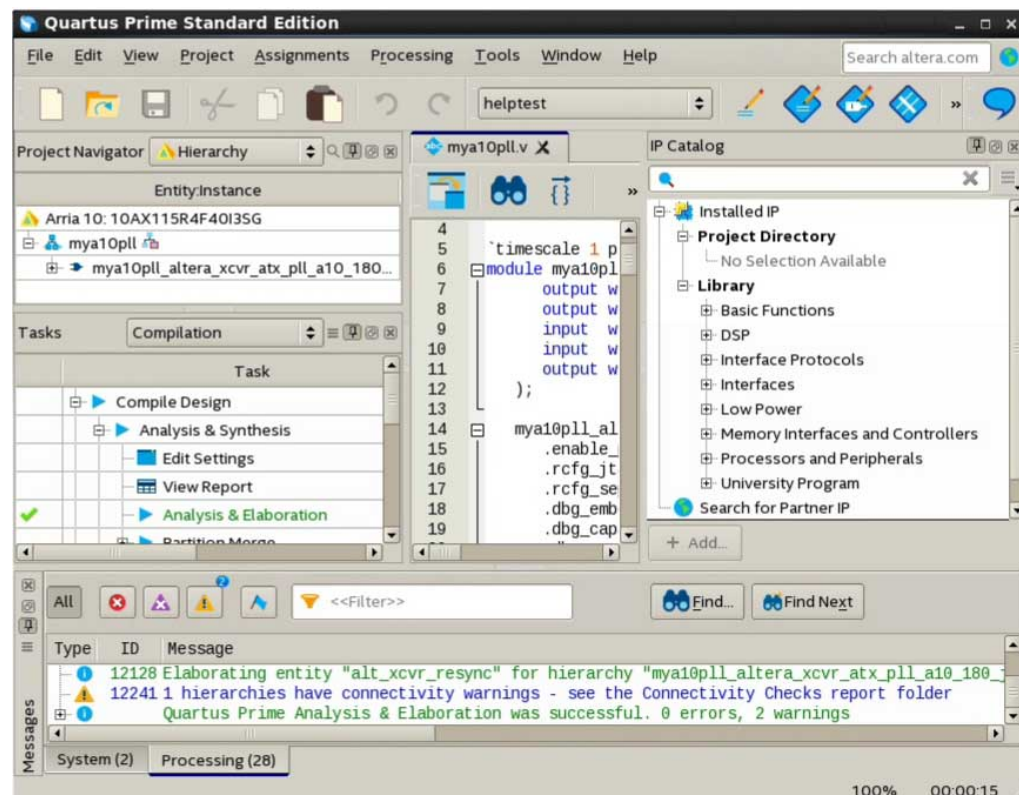 Quartus Prime Standard Edition
File Edit View Project Assignments Processing Tools Window Help
Search altera.com
helptest
»
Project Navigator Hierarchy
Entity:Instance
Arria 10: 10AX115R4F40I3SG
mya10pll
mya10pll_altera_xcvr_atx_pll_a10_180...
Tasks Compilation
Task
Compile Design
Analysis & Synthesis
Edit Settings
View Report
Analysis & Elaboration
Partition Merge
mya10pll.v
»
4
5 `timescale 1 p
6 module mya10pl
7 output w
8 output w
9 input w
10 input w
11 output w
12 );
13
14 mya10pll_al
15 .enable_
16 .rcfg_jt
17 .rcfg_se
18 .dbg_emb
19 .dbg_cap
IP Catalog
Installed IP
Project Directory
No Selection Available
Library
Basic Functions
DSP
Interface Protocols
Interfaces
Low Power
Memory Interfaces and Controllers
Processors and Peripherals
University Program
Search for Partner IP
+ Add...
All 2 <<Filter>> Find... Find Next
Type ID Message
12128 Elaborating entity "alt_xcvr_resync" for hierarchy "mya10pll_altera_xcvr_atx_pll_a10_180_
12241 1 hierarchies have connectivity warnings - see the Connectivity Checks report folder
Quartus Prime Analysis & Elaboration was successful. 0 errors, 2 warnings
Messages
System (2) Processing (28)
100% 00:00:15